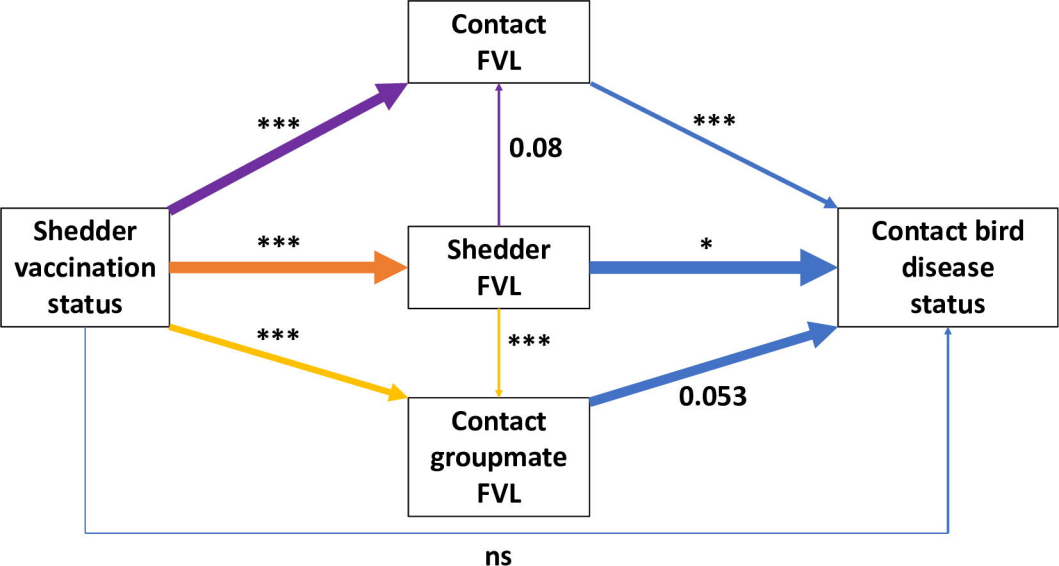 Contact
FVL
***
***
0.08
Shedder
vaccination
status
***
Shedder
FVL
*
Contact bird
disease
status
***
***
Contact
groupmate
FVL
0.053
ns